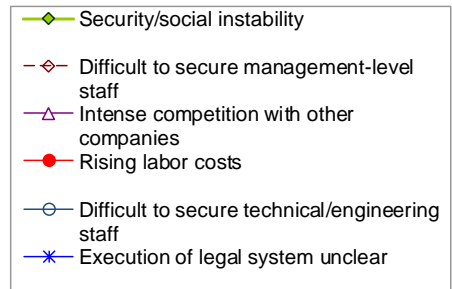 Security/social instability
Difficult to secure management-level
staff
Intense competition with other
companies
Rising labor costs
Difficult to secure technical/engineering
staff
Execution of legal system unclear